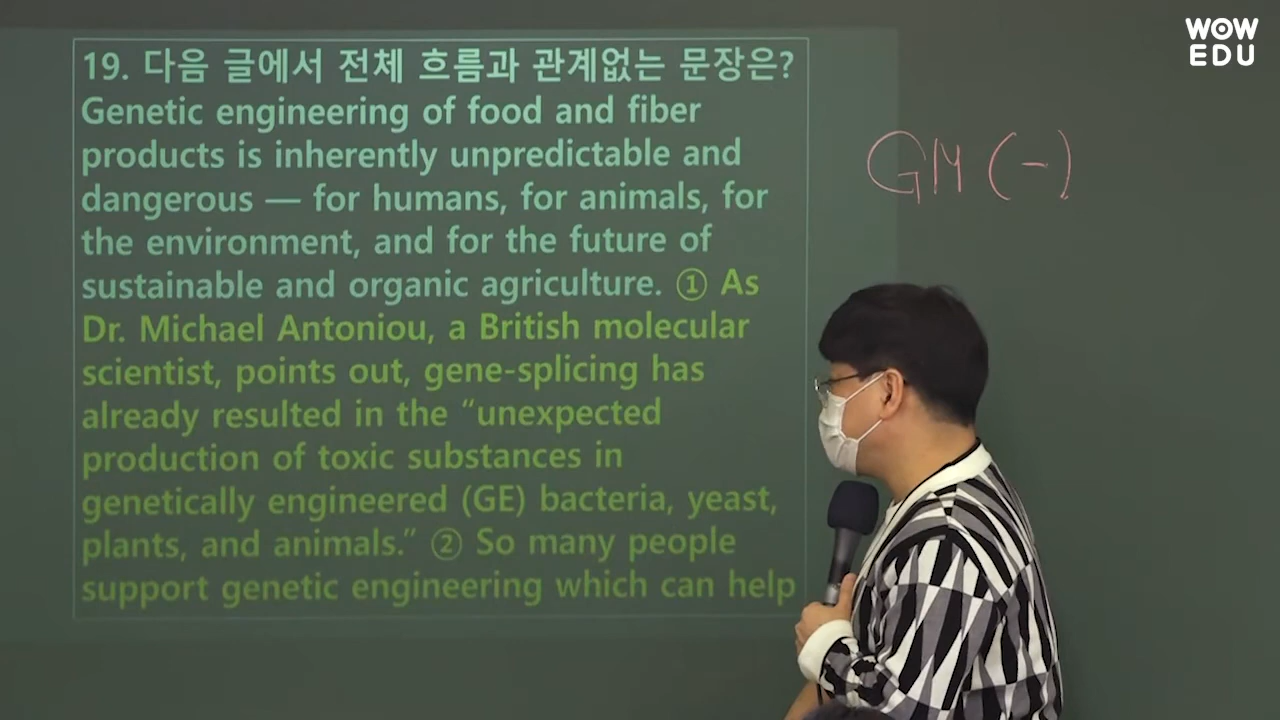 WOW
EDU
19. 다음 글에서 전체 흐름과 관계없는 문장은?
Genetic engineering of food and fiber
products is inherently unpredictable and
dangerous — for humans, for animals, for
the environment, and for the future of
sustainable and organic agriculture. ① As
Dr. Michael Antoniou, a British molecular
scientist, points out, gene-splicing has
already resulted in the “unexpected
production of toxic substances in
genetically engineered (GE) bacteria, yeast,
plants, and animals.” ② So many people
support genetic engineering which can help
GM (-)